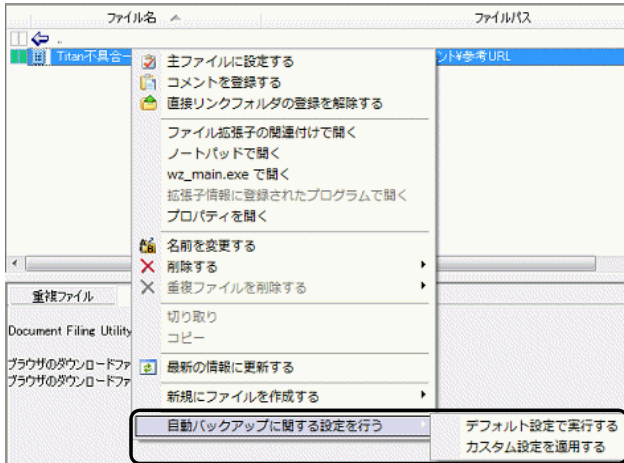 ファイル名
ファイルパス
..
Titan不具合一
ント¥参考URL
主ファイルに設定する
コメントを登録する
直接リンクフォルダの登録を解除する
ファイル拡張子の関連付けで開く
ノートパッドで開く
wz_main.exe で開く
拡張子情報に登録されたプログラムで開く
プロパティを開く
名前を変更する
削除する
重複ファイルを削除する
切り取り
コピー
最新の情報に更新する
新規にファイルを作成する
自動バックアップに関する設定を行う
デフォルト設定で実行する
カスタム設定を適用する
重複ファイル
Document Filing Utility
ブラウザのダウンロードファ
ブラウザのダウンロードファ